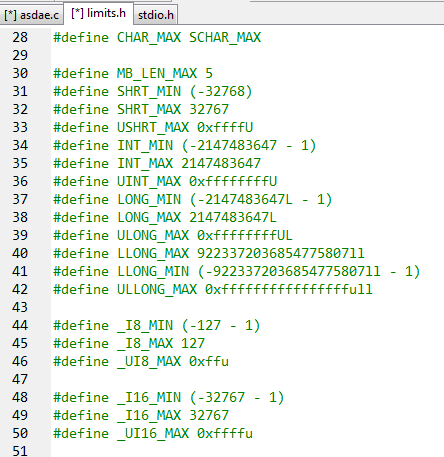 [*] asdae.c [*] limits.h stdio.h
28 #define CHAR_MAX SCHAR_MAX
29
30 #define MB_LEN_MAX 5
31 #define SHRT_MIN (-32768)
32 #define SHRT_MAX 32767
33 #define USHRT_MAX 0xffffU
34 #define INT_MIN (-2147483647 - 1)
35 #define INT_MAX 2147483647
36 #define UINT_MAX 0xffffffffU
37 #define LONG_MIN (-2147483647L - 1)
38 #define LONG_MAX 2147483647L
39 #define ULONG_MAX 0xffffffffUL
40 #define LLONG_MAX 9223372036854775807ll
41 #define LLONG_MIN (-9223372036854775807ll - 1)
42 #define ULLONG_MAX 0xffffffffffffffffull
43
44 #define _I8_MIN (-127 - 1)
45 #define _I8_MAX 127
46 #define _UI8_MAX 0xffu
47
48 #define _I16_MIN (-32767 - 1)
49 #define _I16_MAX 32767
50 #define _UI16_MAX 0xffffu
51